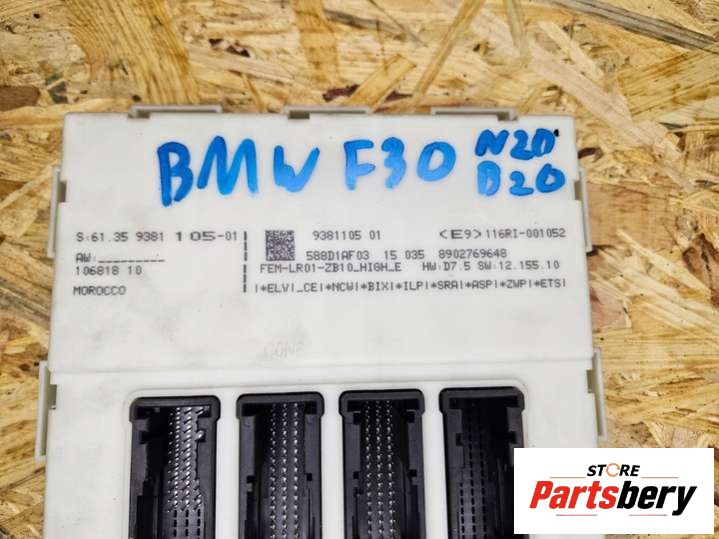 BMW F30 N20
B20
S:61.35 9381 105-01
AW:_________
106818 10
MOROCCO
9381105 01 <E9>116RI-001052
588D1AF03 15 035 8902769648
FEM-LR01-ZB10_HIGH_E HW:D7.5 SW:12.155.10
|*ELV|_CE|*NCW|*BIX|*ILP|*SRA|*ASP|*ZWP|*ETS|
STORE
Partsbery